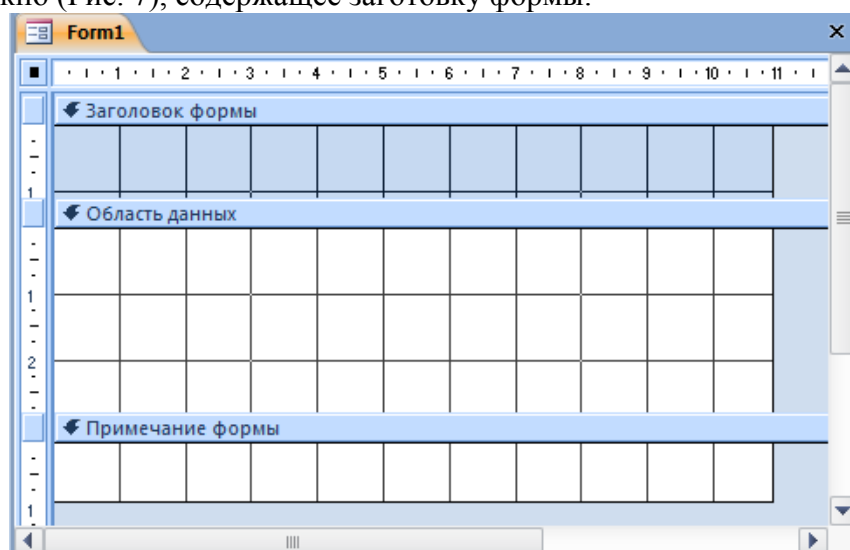 (Рис. 7), содержащее заготовку формы.
Form1
1 2 3 4 5 6 7 8 9 10 11
Заголовок формы
1
Область данных
1
2
Примечание формы
1